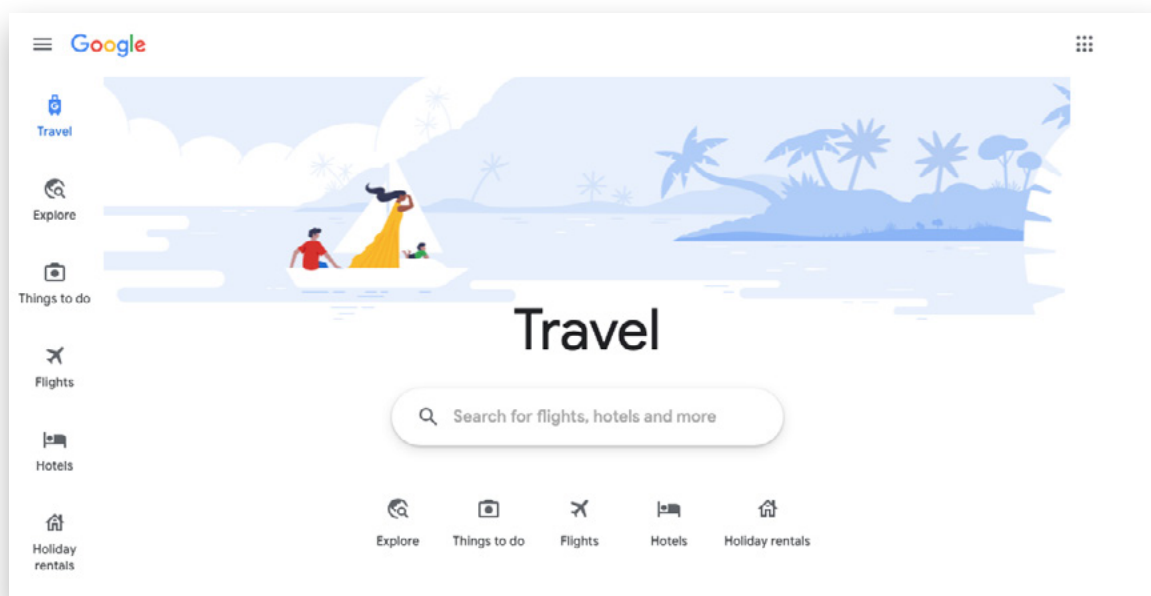 Google
Travel
Explore
Things to do
Flights
Hotels
Holiday
rentals
Travel
Search for flights, hotels and more
Explore Things to do Flights Hotels Holiday rentals